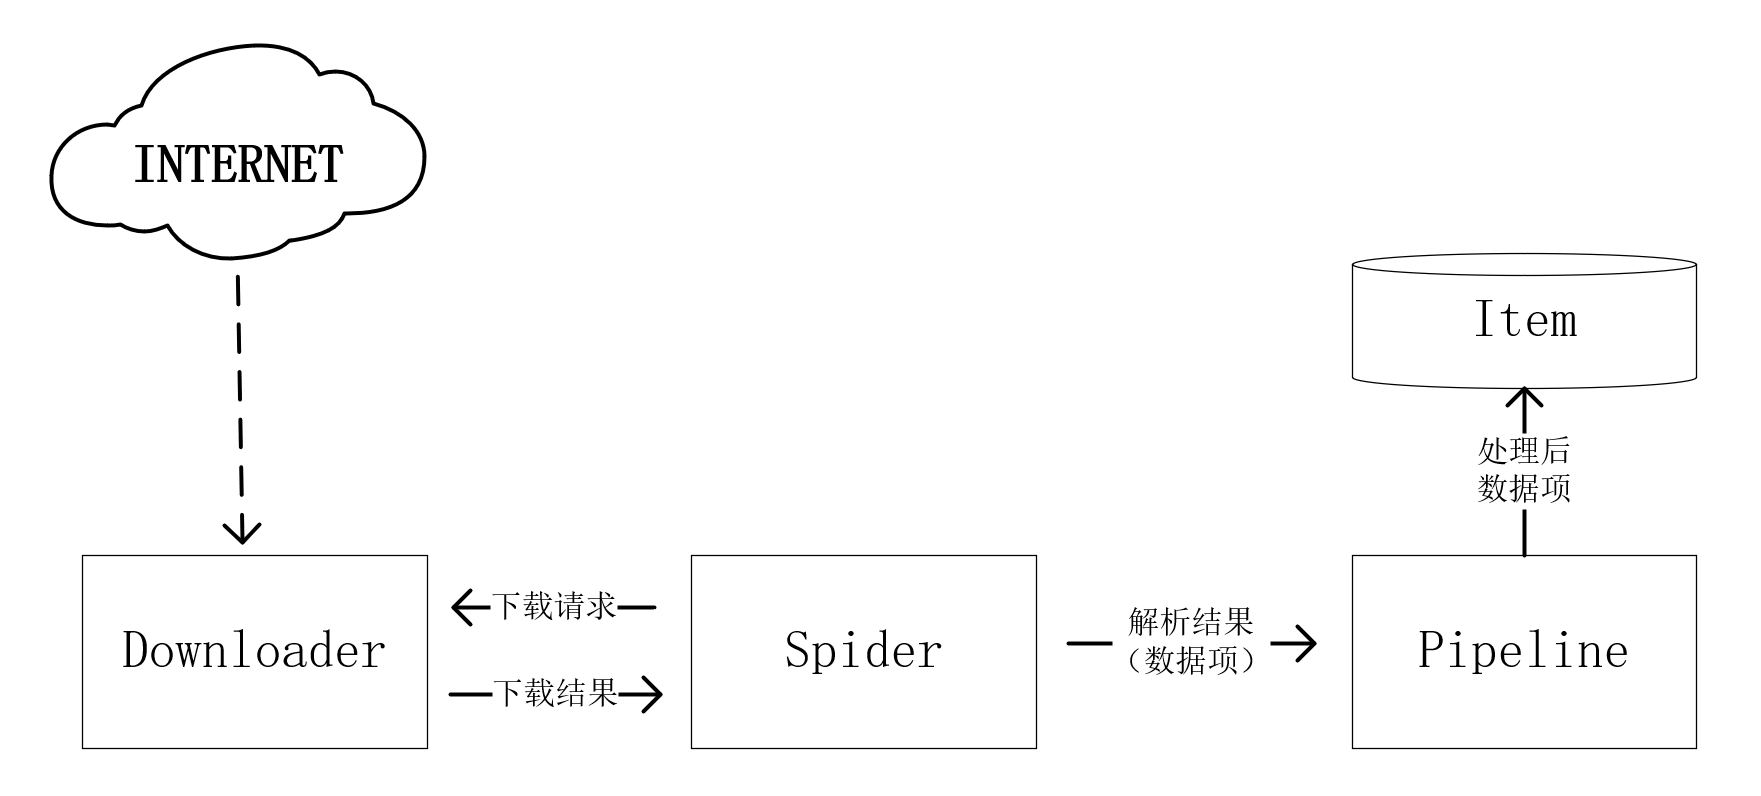 INTERNET
Item
处理后
数据项
Downloader
下载请求
下载结果
Spider
解析结果
（数据项）
Pipeline